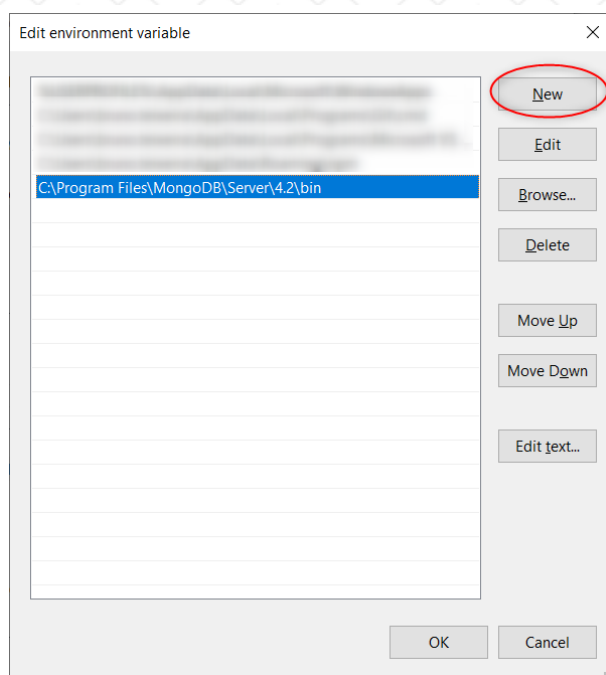 Edit environment variable
New
Edit
C:\Program Files\MongoDB\Server\4.2\bin
Browse...
Delete
Move Up
Move Down
Edit text...
OK
Cancel